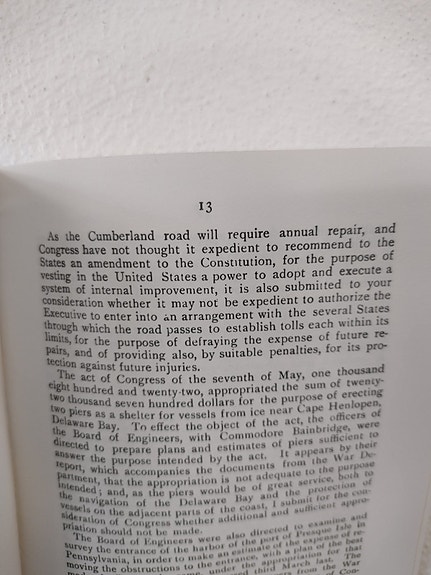 13
As the Cumberland road will require annual repair, and
Congress have not thought it expedient to recommend to the
States an amendment to the Constitution, for the purpose of
vesting in the United States a power to adopt and execute a
system of internal improvement, it is also submitted to your
consideration whether it may not be expedient to authorize the
Executive to enter into an arrangement with the several States
through which the road passes to establish tolls each within its
limits, for the purpose of defraying the expense of future re-
pairs, and of providing also, by suitable penalties, for its pro-
tection against future injuries.
The act of Congress of the seventh of May, one thousand
eight hundred and twenty-two, appropriated the sum of twenty-
two thousand seven hundred dollars for the purpose of erecting
two piers as a shelter for vessels from ice near Cape Henlopen,
Delaware Bay. To effect the object of the act, the officers of
the Board of Engineers, with Commodore Bainbridge, were
directed to prepare plans and estimates of piers sufficient to
answer the purpose intended by the act. It appears by their
report, which accompanies the documents from the War De-
partment, that the appropriation is not adequate to the purpose
intended; and, as the piers would be of great service, both to
the navigation of the Delaware Bay and the protection of
vessels on the adjacent parts of the coast, I submit for the con-
sideration of Congress whether additional and sufficient appro-
priation should not be made.
The Board of Engineers were also directed to examine and
survey the entrance of the harbor of the port of Presque Isle in
Pennsylvania, in order to make an estimate of the expense of re-
moving the obstructions to the entrance, with a plan of the best
under the appropriation for that
third March last. The
from the War